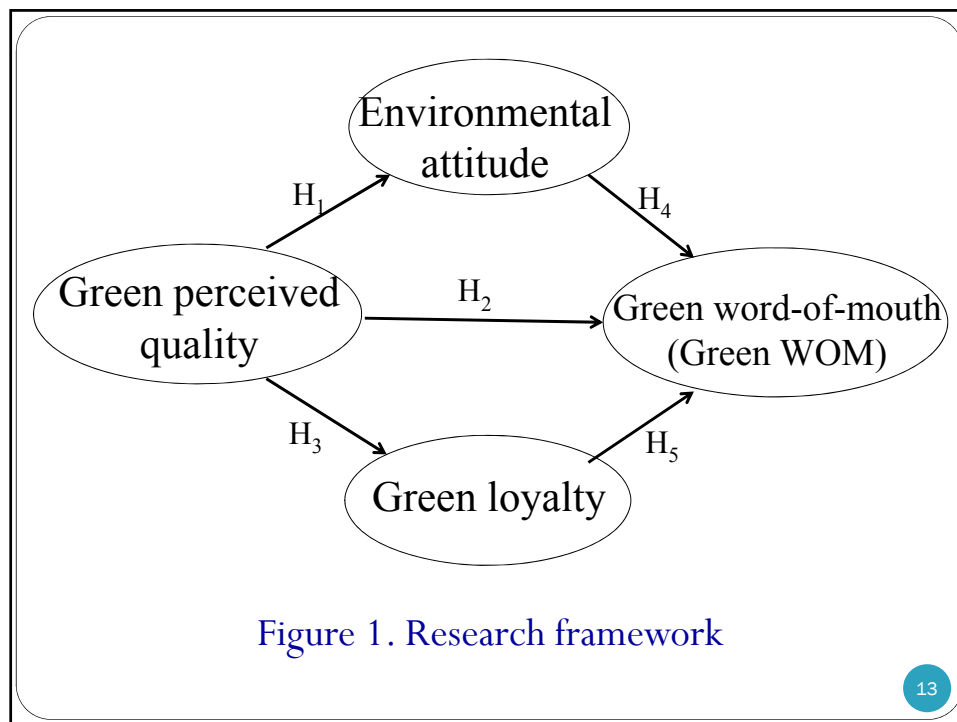 Environmental
attitude
H1
H4
Green perceived
quality
H2
Green word-of-mouth
(Green WOM)
H3
H5
Green loyalty
Figure 1. Research framework
13